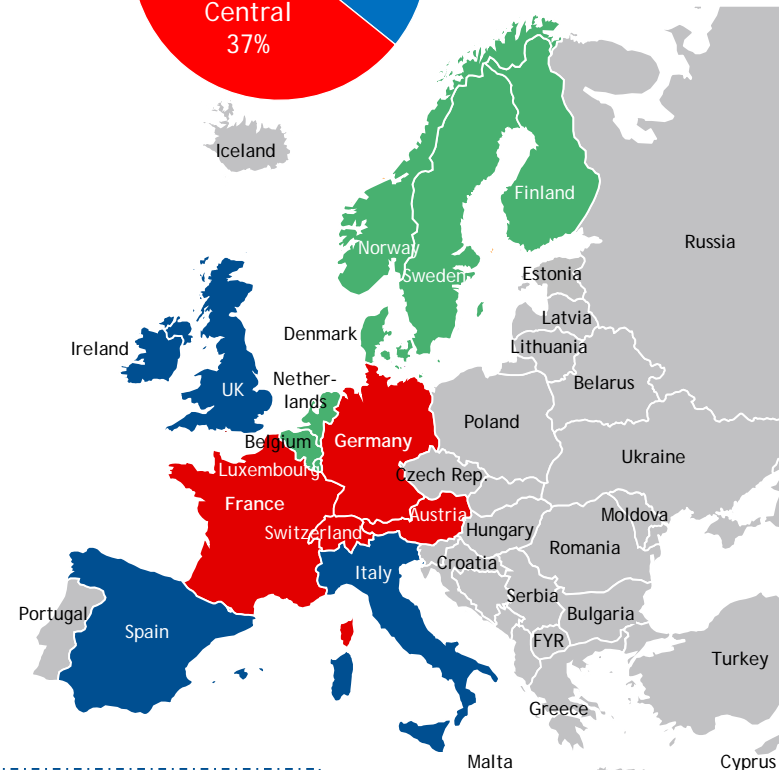 Central
37%
Iceland
Finland
Russia
Norway
Sweden
Estonia
Latvia
Denmark
Ireland
Lithuania
Nether-
lands
Belarus
UK
Poland
Belgium
Germany
Ukraine
Luxembourg
Czech Rep.
France
Austria
Moldova
Switzerland
Hungary
Romania
Croatia
Italy
Serbia
Portugal
Bulgaria
Spain
FYR
Turkey
Greece
Malta
Cyprus